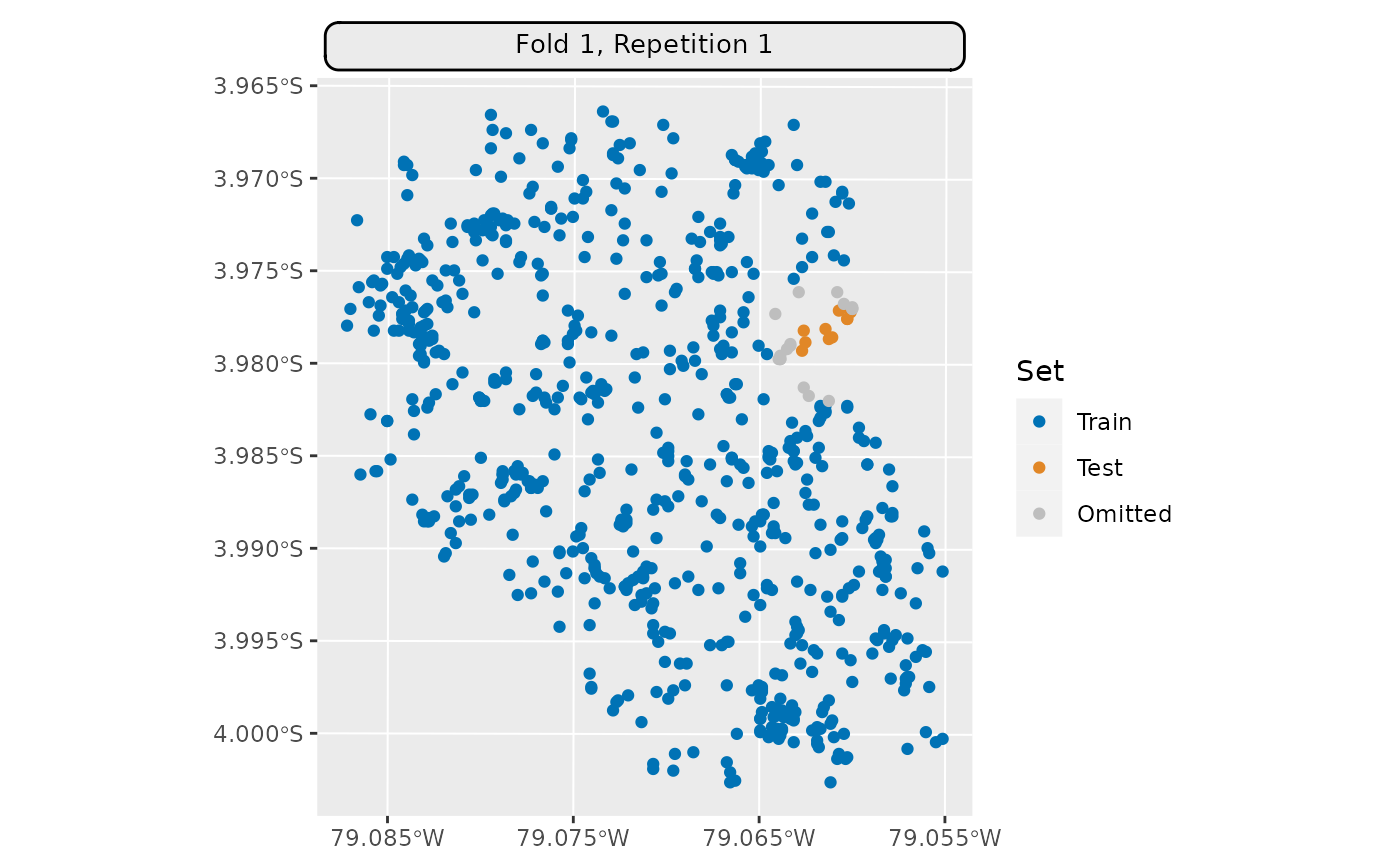 Fold 1, Repetition 1
3.965°S
3.970°S
3.975°S
3.980°S
3.985°S
3.990°S
3.995°S
4.000°S
79.085°W 79.075°W 79.065°W 79.055°W
Set
Train
Test
Omitted